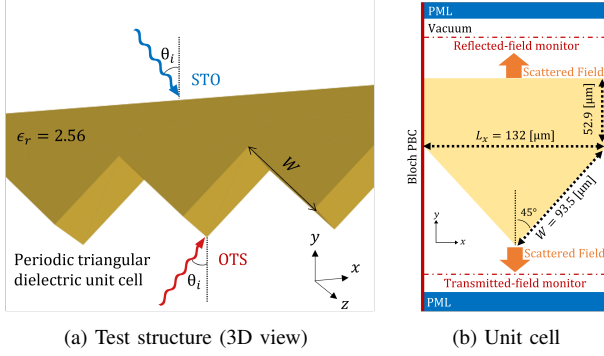 θᵢ
STO
ϵᵣ = 2.56
W
Periodic triangular
dielectric unit cell
OTS
θᵢ
y
x
z
(a) Test structure (3D view)
PML
Vacuum
Reflected-field monitor
Scattered Field
Bloch PBC
52.9 [μm]
Lₓ = 132 [μm]
45°
W = 93.5 [μm]
y
x
Scattered Field
Transmitted-field monitor
PML
(b) Unit cell